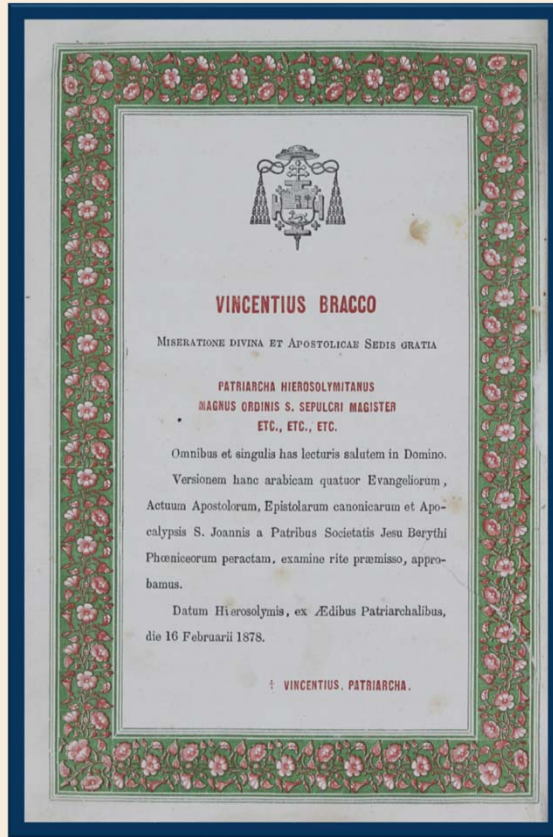 VINCENTIUS BRACCO
MISERATIONE DIVINA ET APOSTOLICAE SEDIS GRATIA
PATRIARCHA HIEROSOLYMITANUS
MAGNUS ORDINIS S. SEPULCRI MAGISTER
ETC., ETC., ETC.
Omnibus et singulis has lecturis salutem in Domino.
Versionem hanc arabicam quatuor Evangeliorum,
Actuum Apostolorum, Epistolarum canonicarum et Apo-
calypsis S. Joannis a Patribus Societatis Jesu Berythi
Phœniceorum peractam, examine rite præmisso, appro-
bamus.
Datum Hierosolymis, ex Ædibus Patriarchalibus,
die 16 Februarii 1878.
† VINCENTIUS, PATRIARCHA.